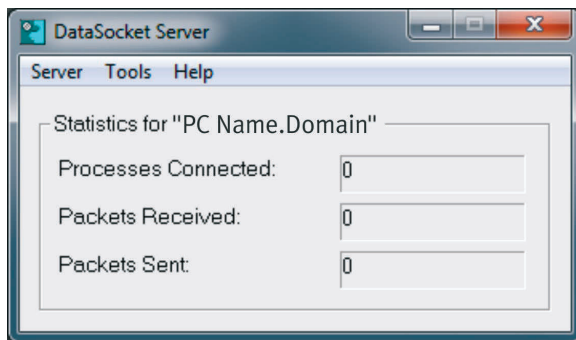 DataSocket Server
Server Tools Help
Statistics for "PC Name.Domain"
Processes Connected: 0
Packets Received: 0
Packets Sent: 0